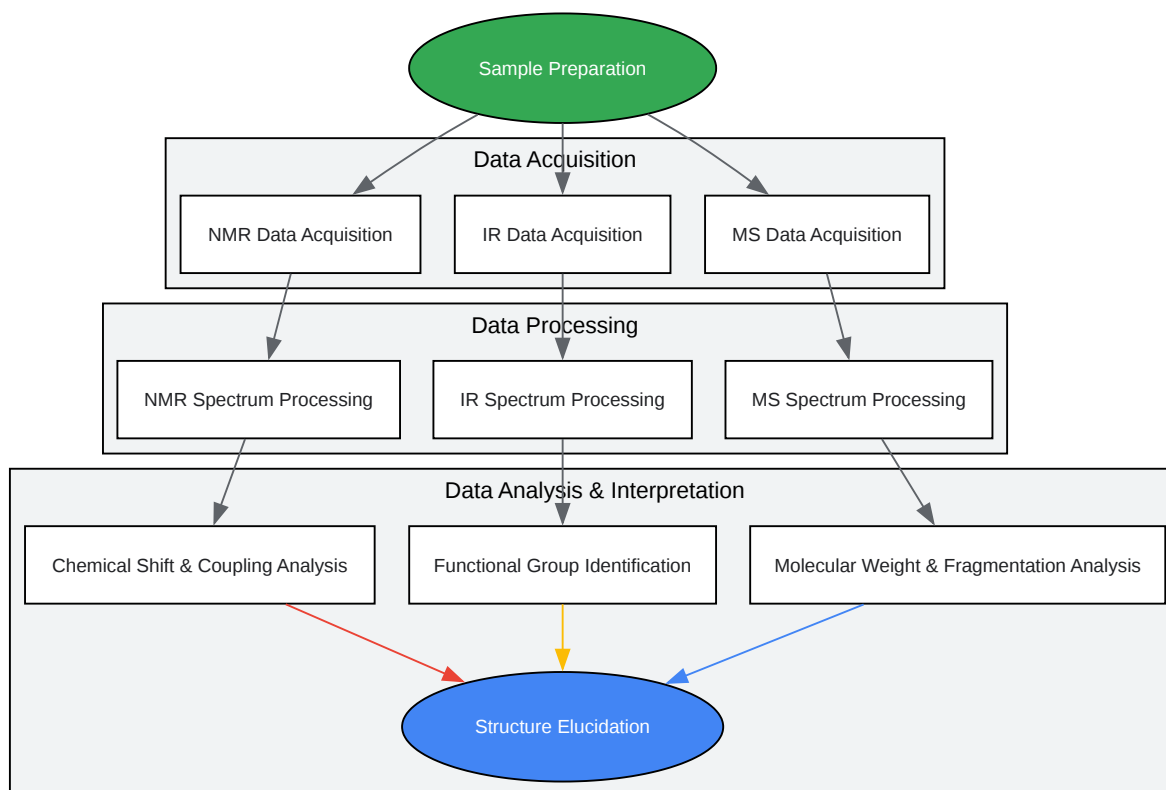 Sample Preparation
Data Acquisition
NMR Data Acquisition
IR Data Acquisition
MS Data Acquisition
Data Processing
NMR Spectrum Processing
IR Spectrum Processing
MS Spectrum Processing
Data Analysis & Interpretation
Chemical Shift & Coupling Analysis
Functional Group Identification
Molecular Weight & Fragmentation Analysis
Structure Elucidation